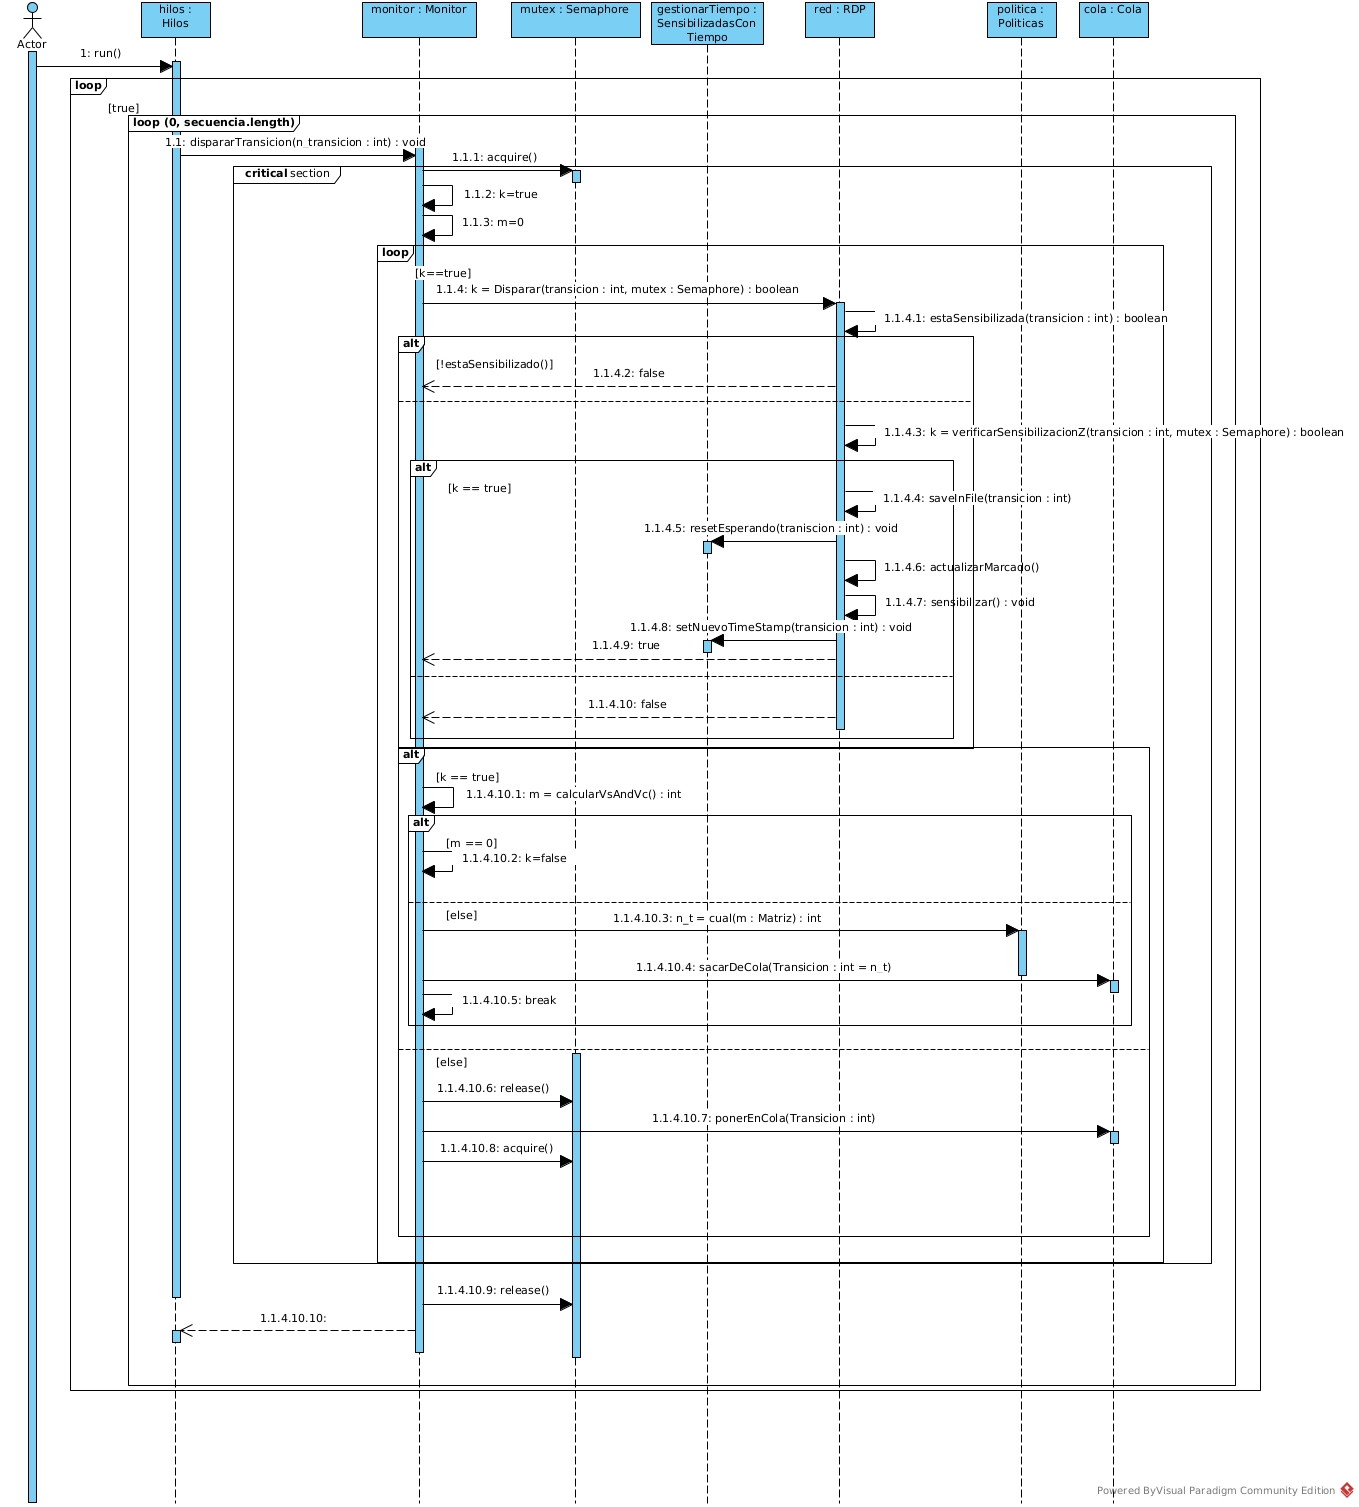 Actor
hilos :
Hilos
monitor : Monitor
mutex : Semaphore
gestionarTiempo :
SensibilizadasCon
Tiempo
red : RDP
politica :
Politicas
cola : Cola
1: run()
loop
[true]
loop (0, secuencia.length)
1.1: dispararTransicion(n_transicion : int) : void
1.1.1: acquire()
critical section
1.1.2: k=true
1.1.3: m=0
loop
[k==true]
1.1.4: k = Disparar(transicion : int, mutex : Semaphore) : boolean
1.1.4.1: estaSensibilizada(transicion : int) : boolean
alt
[!estaSensibilizado()]
1.1.4.2: false
1.1.4.3: k = verificarSensibilizacionZ(transicion : int, mutex : Semaphore) : boolean
alt
[k == true]
1.1.4.4: saveInFile(transicion : int)
1.1.4.5: resetEsperando(traniscion : int) : void
1.1.4.6: actualizarMarcado()
1.1.4.7: sensibilizar() : void
1.1.4.8: setNuevoTimeStamp(transicion : int) : void
1.1.4.9: true
1.1.4.10: false
alt
[k == true]
1.1.4.10.1: m = calcularVsAndVc() : int
alt
[m == 0]
1.1.4.10.2: k=false
[else]
1.1.4.10.3: n_t = cual(m : Matriz) : int
1.1.4.10.4: sacarDeCola(Transicion : int = n_t)
1.1.4.10.5: break
[else]
1.1.4.10.6: release()
1.1.4.10.7: ponerEnCola(Transicion : int)
1.1.4.10.8: acquire()
1.1.4.10.9: release()
1.1.4.10.10:
Powered ByVisual Paradigm Community Edition